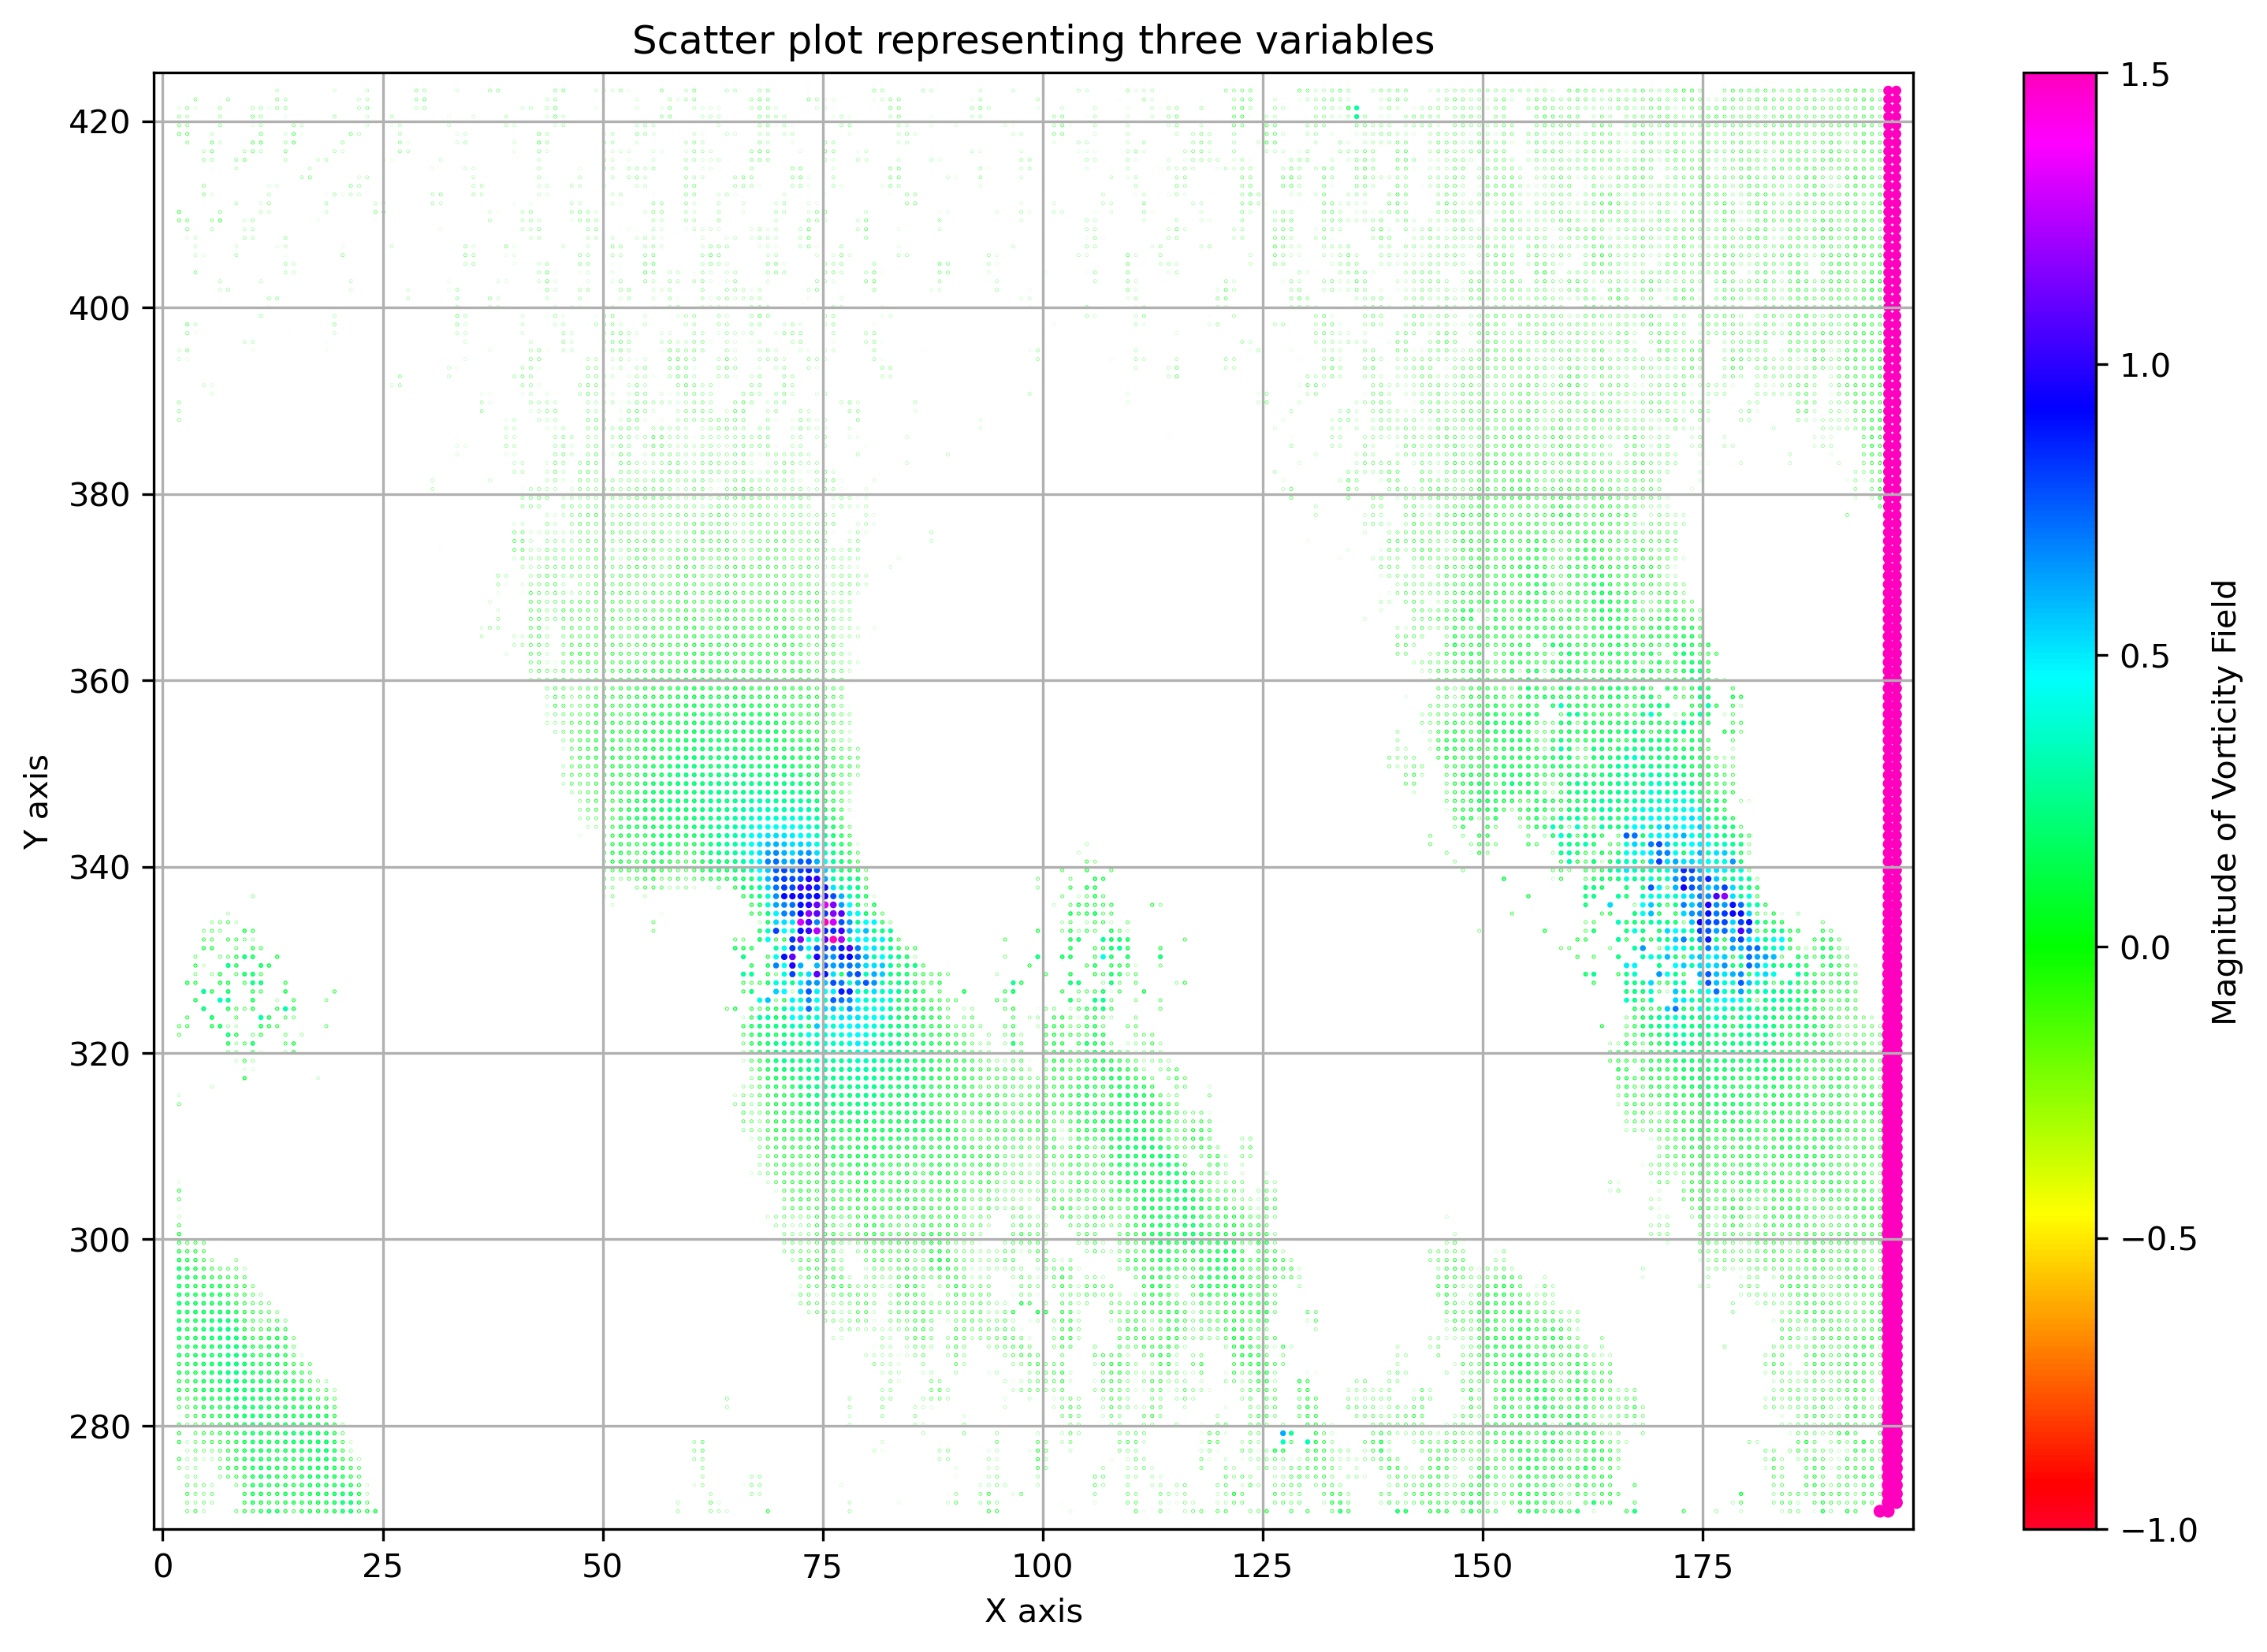 Scatter plot representing three variables
420
400
380
360
340
320
300
280
Y axis
0 25 50 75 100 125 150 175
X axis
1.5
1.0
0.5
0.0
−0.5
−1.0
Magnitude of Vorticity Field